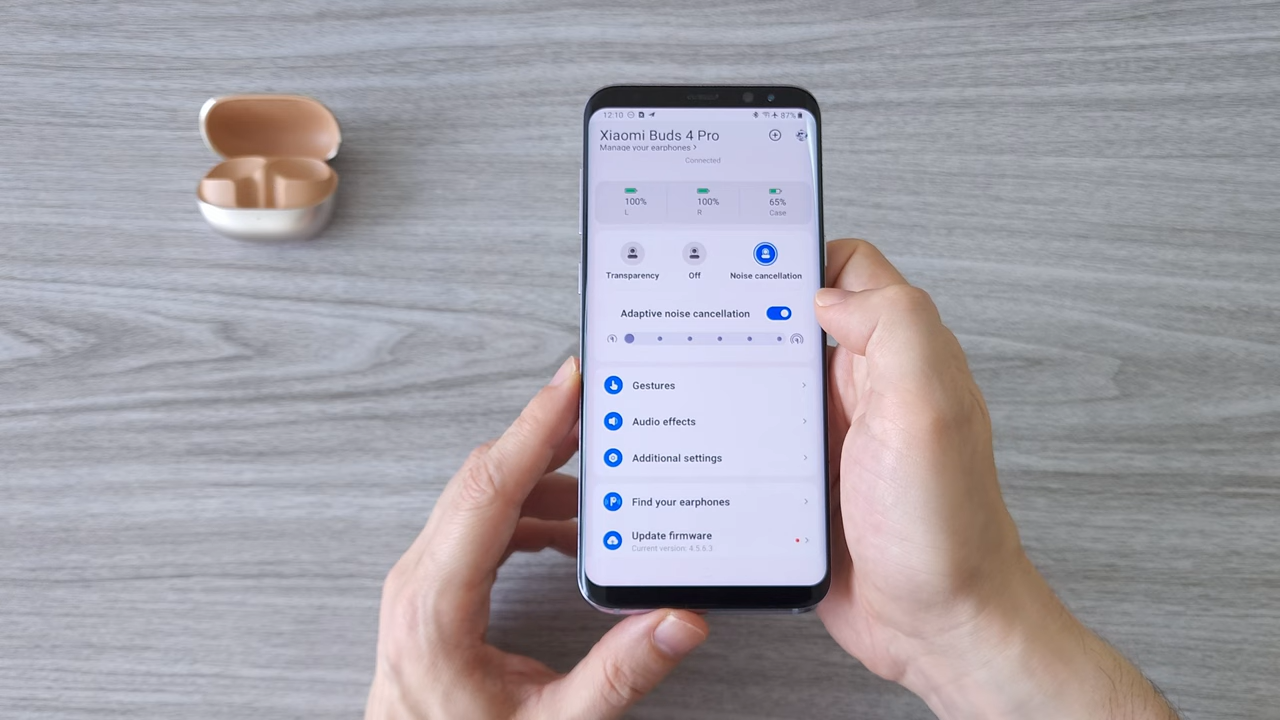 12:10
87%
Xiaomi Buds 4 Pro
Manage your earphones >
Connected
100%
100%
65%
L
R
Case
Transparency
Off
Noise cancellation
Adaptive noise cancellation
Gestures
Audio effects
Additional settings
Find your earphones
Update firmware
Current version: 4.5.6.3